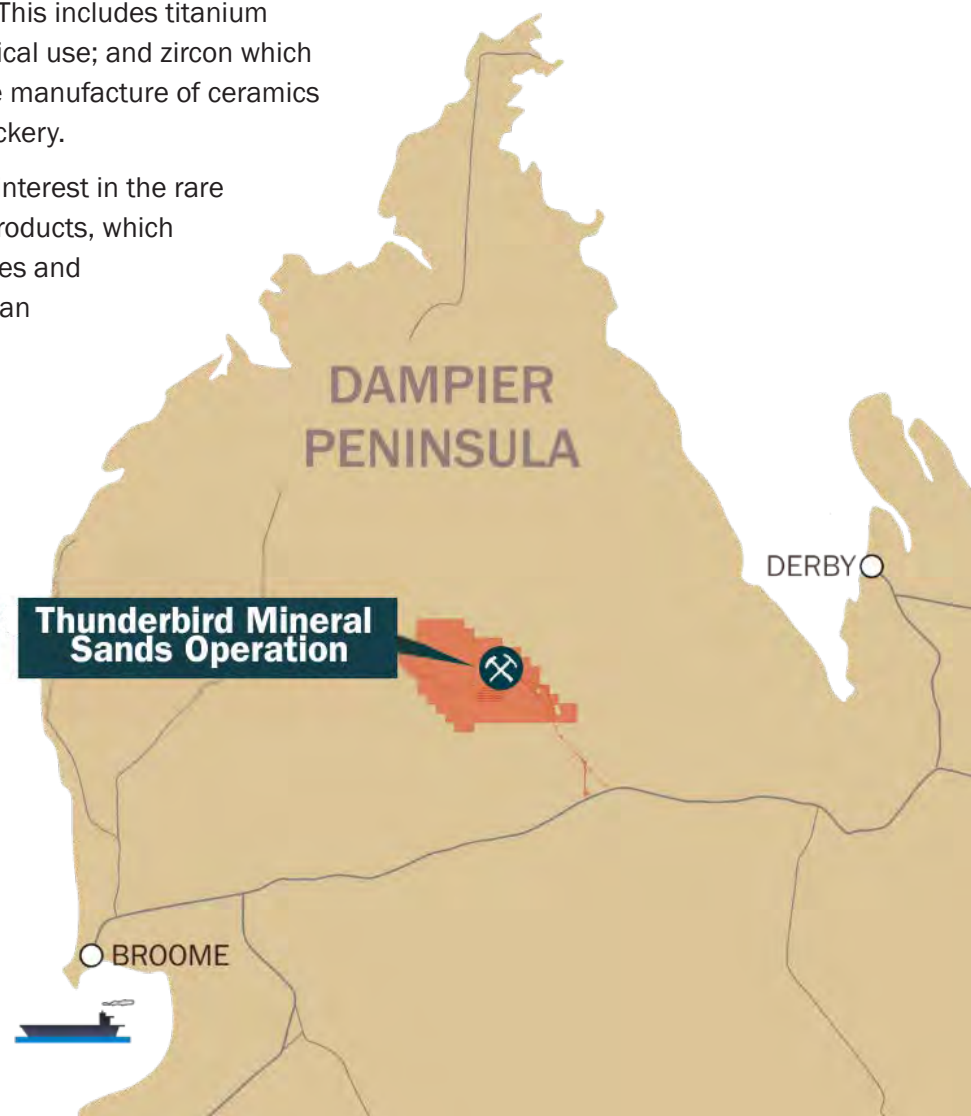 This includes titanium
ical use; and zircon which
manufacture of ceramics
ckery.
nterest in the rare
roducts, which
es and
an
DAMPIER
PENINSULA
DERBY
Thunderbird Mineral
Sands Operation
BROOME